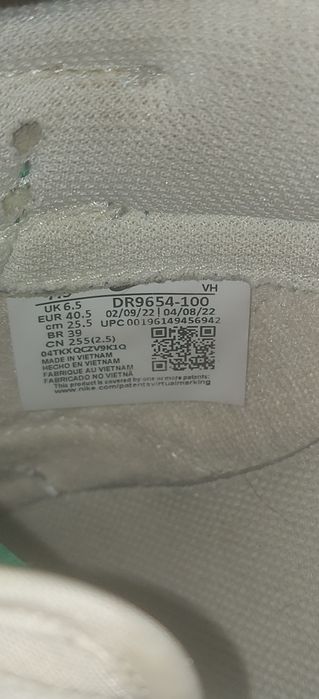 VH
UK 6.5
EUR 40.5
cm 25.5
BR 39
CN 255(2.5)
DR9654-100
02/09/22 | 04/08/22
UPC 00196149456942
04TKXQCZV9K1Q
MADE IN VIETNAM
HECHO EN VIETNAM
FABRIQUE AU VIETNAM
FABRICADO NO VIETNÃ
This product is covered by one or more patents:
www.nike.com/patentsvirtualmarking